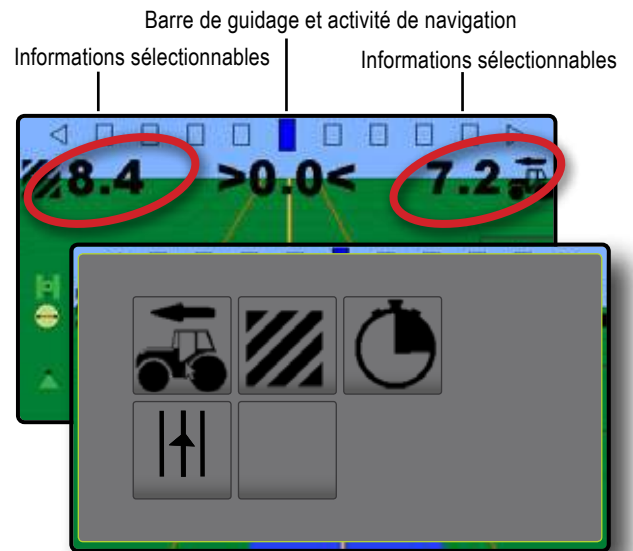 Barre de guidage et activité de navigation
Informations sélectionnables Informations sélectionnables
8.4 >0.0< 7.2